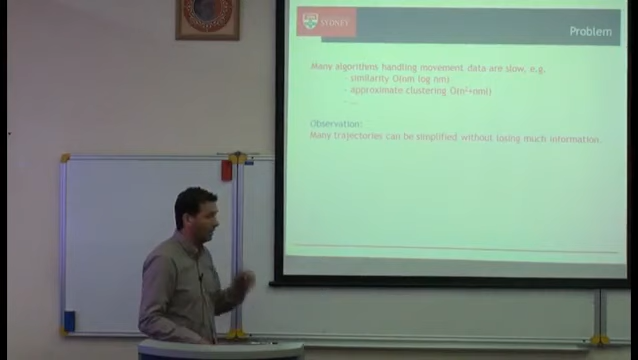 SYDNEY
Problem
Many algorithms handling movement data are slow, e.g.
- similarity O(nm log nm)
- approximate clustering O(n²+nml)
- ...
Observation:
Many trajectories can be simplified without losing much information.